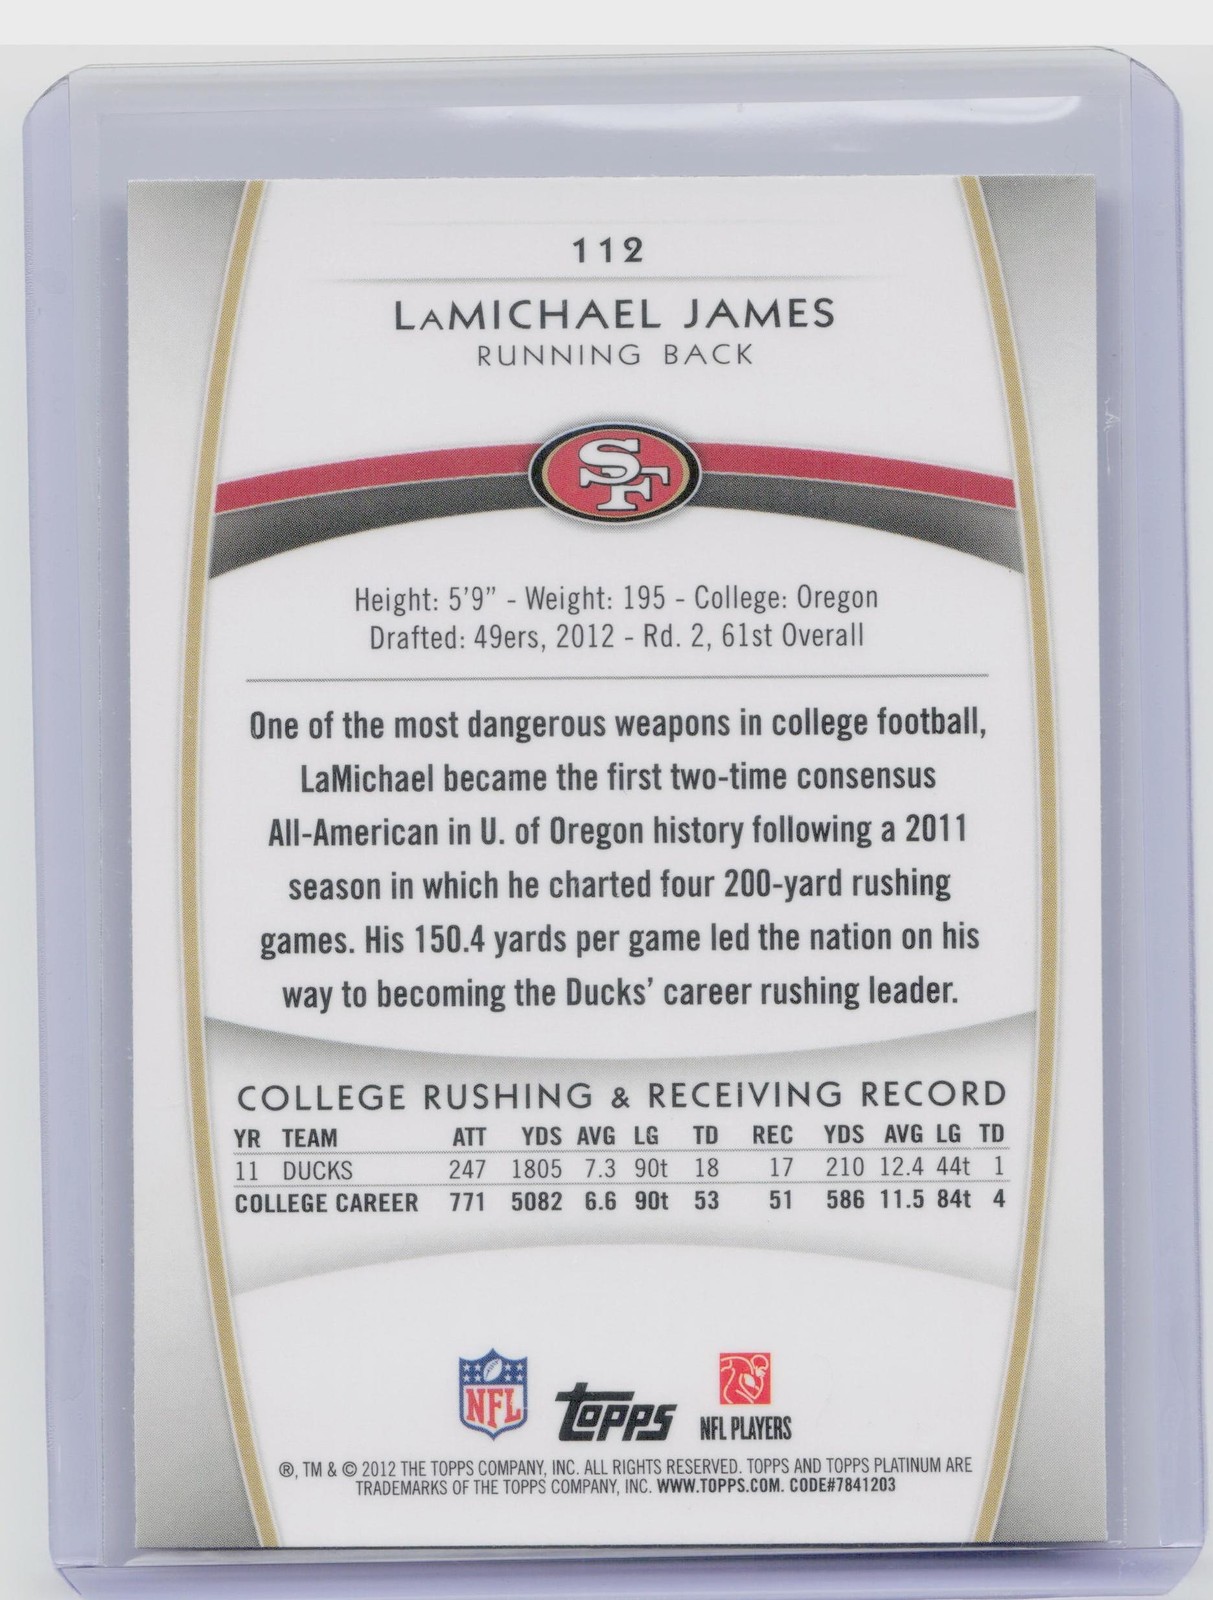 112
LAMICHAEL JAMES
RUNNING BACK
SF
Height: 5'9" - Weight: 195 - College: Oregon
Drafted: 49ers, 2012 - Rd. 2, 61st Overall
One of the most dangerous weapons in college football,
LaMichael became the first two-time consensus
All-American in U. of Oregon history following a 2011
season in which he charted four 200-yard rushing
games. His 150.4 yards per game led the nation on his
way to becoming the Ducks' career rushing leader.
COLLEGE RUSHING & RECEIVING RECORD
YR TEAM ATT YDS AVG LG TD REC YDS AVG LG TD
11 DUCKS 247 1805 7.3 90t 18 17 210 12.4 44t 1
COLLEGE CAREER 771 5082 6.6 90t 53 51 586 11.5 84t 4
NFL topps NFL PLAYERS
®, TM & © 2012 THE TOPPS COMPANY, INC. ALL RIGHTS RESERVED. TOPPS AND TOPPS PLATINUM ARE
TRADEMARKS OF THE TOPPS COMPANY, INC. WWW.TOPPS.COM. CODE#7841203